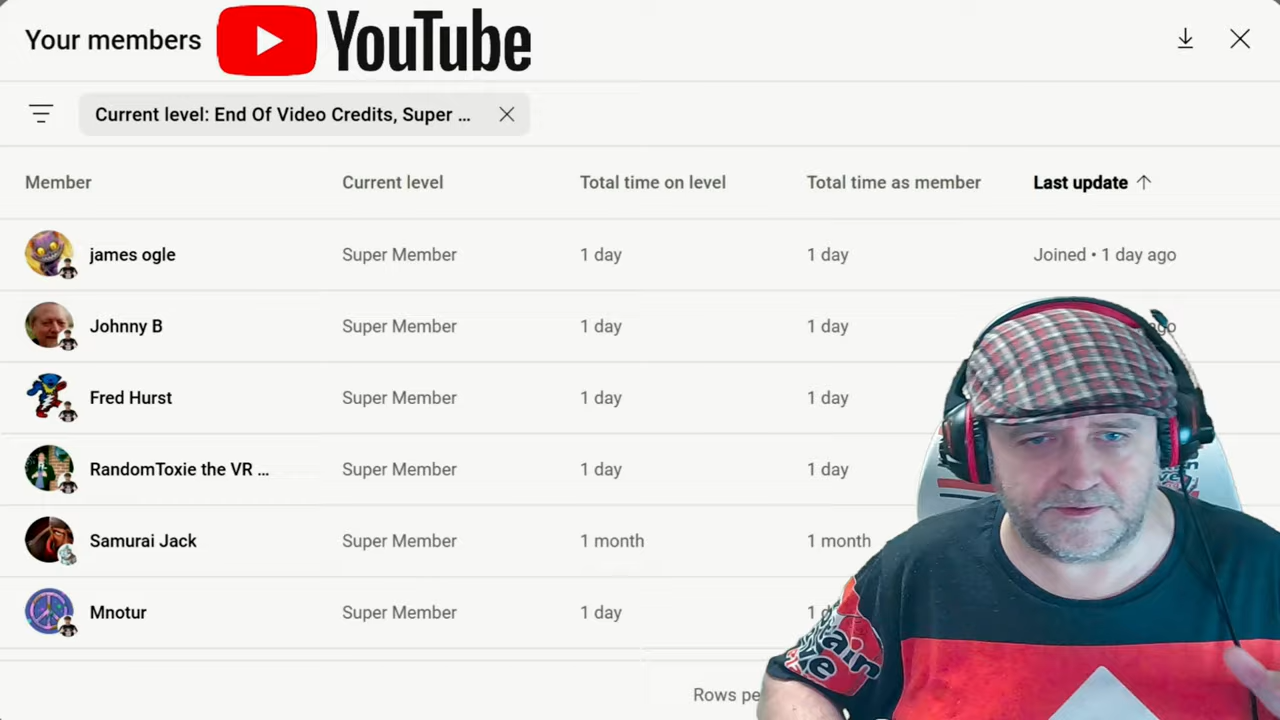 Your members YouTube
Current level: End Of Video Credits, Super ...
Member Current level Total time on level Total time as member Last update
james ogle Super Member 1 day 1 day Joined • 1 day ago
Johnny B Super Member 1 day 1 day ago
Fred Hurst Super Member 1 day 1 day
RandomToxie the VR ... Super Member 1 day 1 day
Samurai Jack Super Member 1 month 1 month
Mnotur Super Member 1 day
Rows